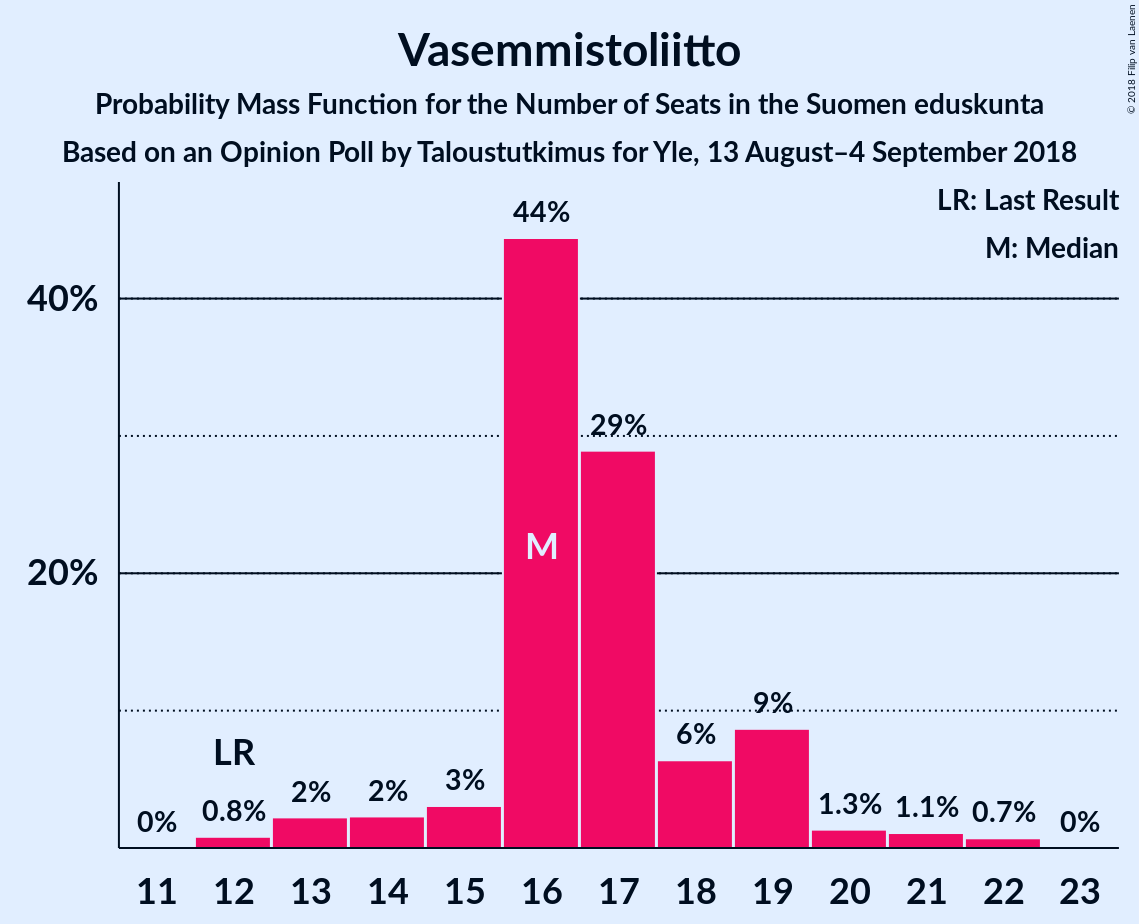 Vasemmistoliitto
Probability Mass Function for the Number of Seats in the Suomen eduskunta
Based on an Opinion Poll by Taloustutkimus for Yle, 13 August–4 September 2018
© 2018 Filip van Laenen
LR: Last Result
M: Median
44%
40%
29%
M
20%
9%
6%
LR
3%
2%
2%
1.3%
1.1%
0.8%
0.7%
0%
0%
11 12 13 14 15 16 17 18 19 20 21 22 23